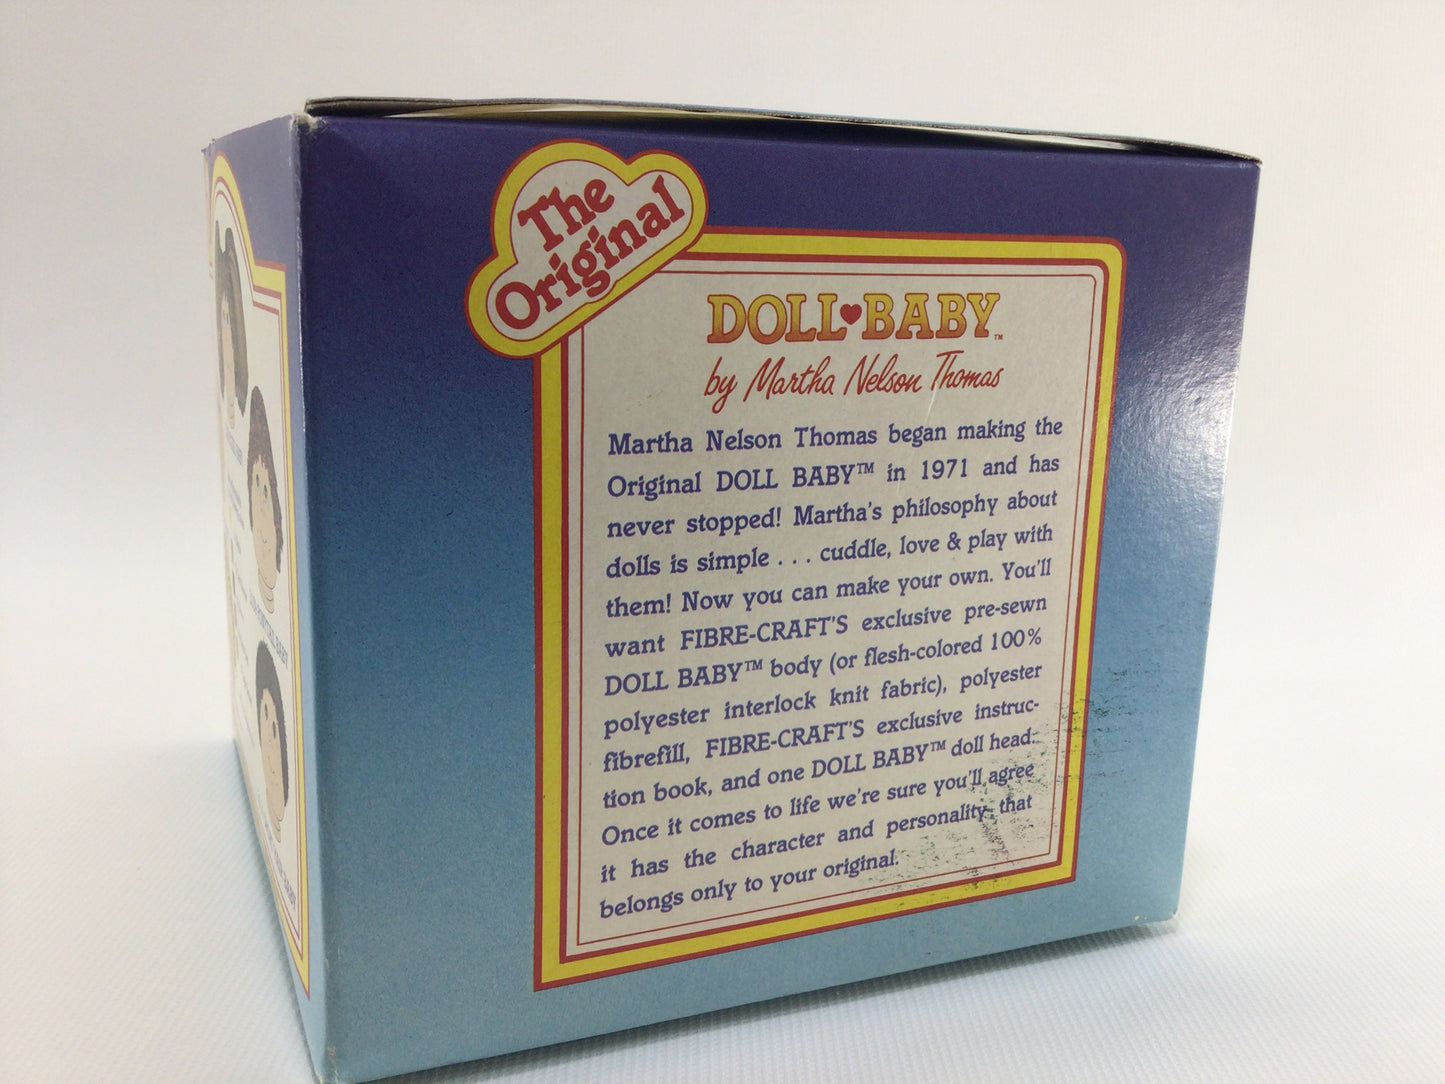 The
Original
DOLL♥BABY™
by Martha Nelson Thomas
Martha Nelson Thomas began making the
Original DOLL BABY™ in 1971 and has
never stopped! Martha's philosophy about
dolls is simple . . . cuddle, love & play with
them! Now you can make your own. You'll
want FIBRE-CRAFT'S exclusive pre-sewn
DOLL BABY™ body (or flesh-colored 100%
polyester interlock knit fabric), polyester
fibrefill, FIBRE-CRAFT'S exclusive instruc-
tion book, and one DOLL BABY™ doll head.
Once it comes to life we're sure you'll agree
it has the character and personality that
belongs only to your original.
BABY
BABY